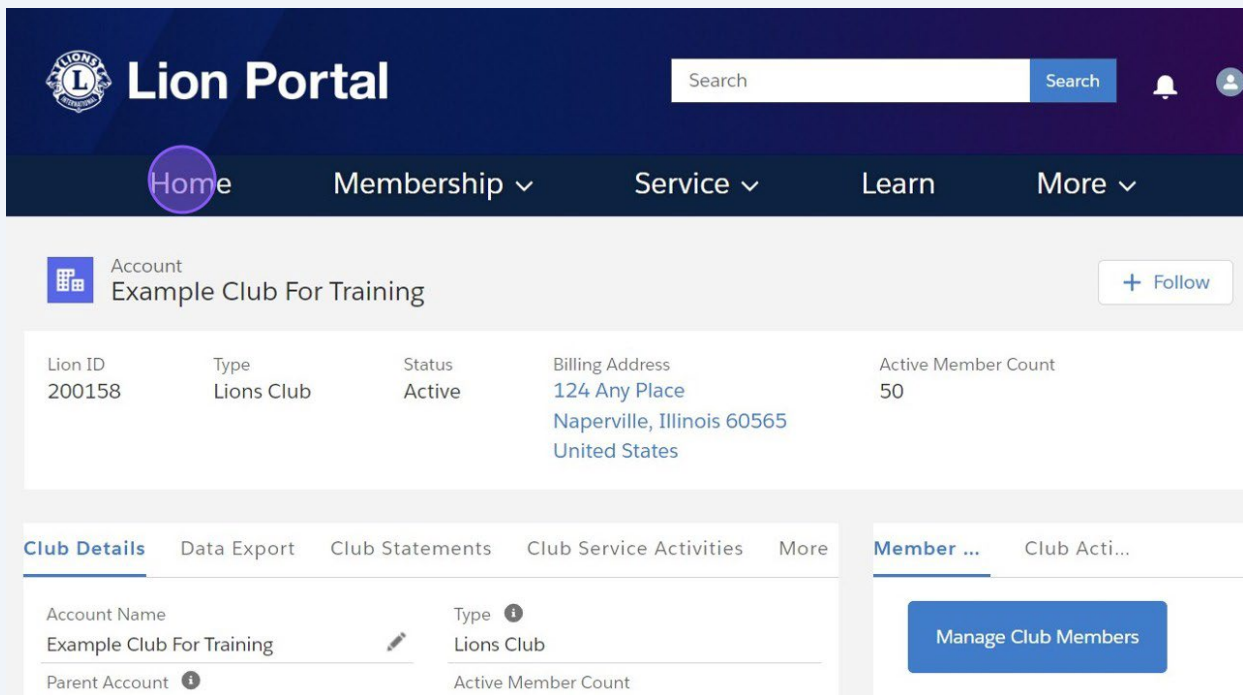 LIONS
L
INTERNATIONAL
Lion Portal
Search
Search
Home
Membership
Service
Learn
More
Account
Example Club For Training
+ Follow
Lion ID
Type
Status
Billing Address
Active Member Count
200158
Lions Club
Active
124 Any Place
50
Naperville, Illinois 60565
United States
Club Details
Data Export
Club Statements
Club Service Activities
More
Member ...
Club Acti...
Account Name
Type
Example Club For Training
Lions Club
Manage Club Members
Parent Account
Active Member Count